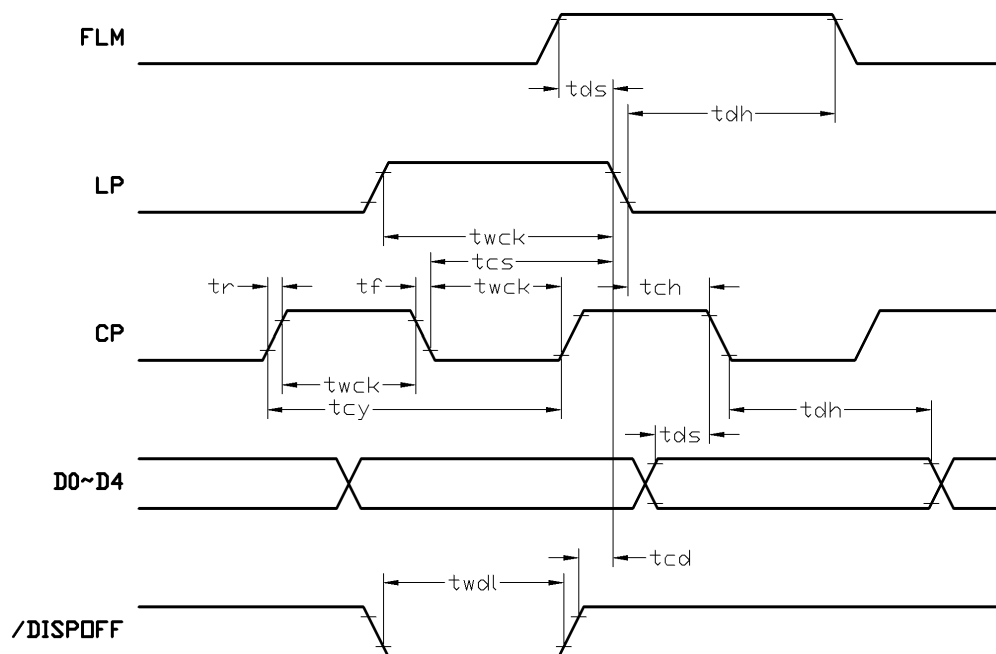 FLM
tds
tdh
LP
twck
tcs
tr
tf
twck
tch
CP
twck
tcy
tdh
tds
D0~D4
tcd
twdl
/DISPOFF